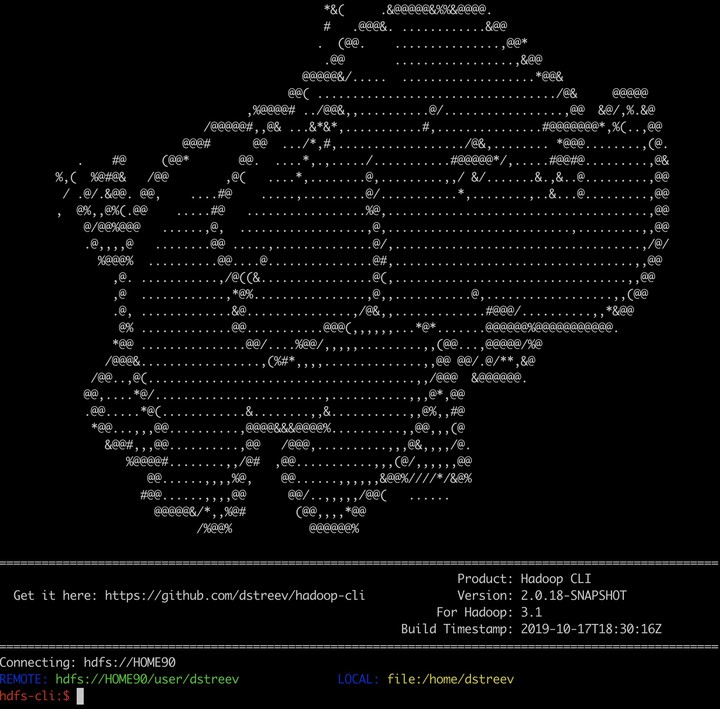 Product: Hadoop CLI
Get it here: https://github.com/dstreev/hadoop-cli Version: 2.0.18-SNAPSHOT
For Hadoop: 3.1
Build Timestamp: 2019-10-17T18:30:16Z
Connecting: hdfs://HOME90
REMOTE: hdfs://HOME90/user/dstreev LOCAL: file:/home/dstreev
hdfs-cli:$